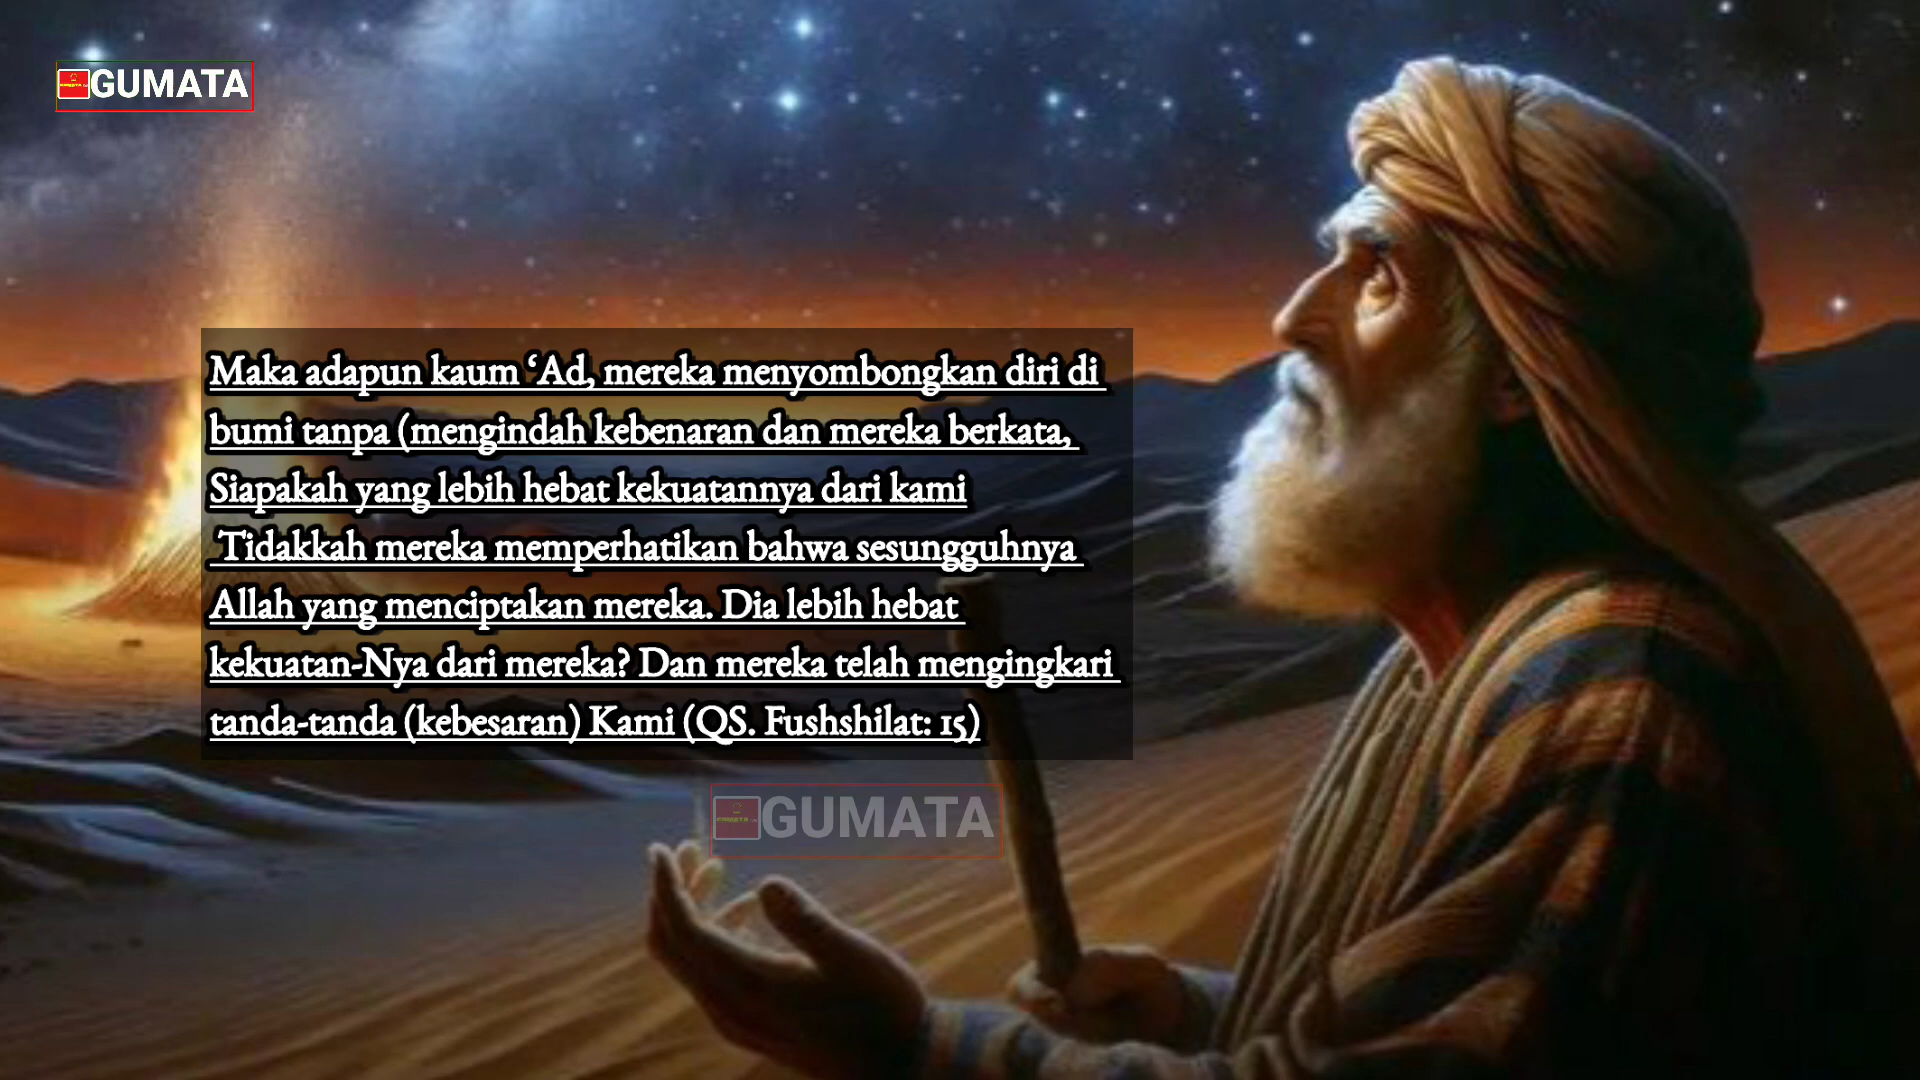 GUMATA
Maka adapun kaum ‘Ad, mereka menyombongkan diri di
bumi tanpa (mengindah kebenaran dan mereka berkata,
Siapakah yang lebih hebat kekuatannya dari kami
Tidakkah mereka memperhatikan bahwa sesungguhnya
Allah yang menciptakan mereka. Dia lebih hebat
kekuatan-Nya dari mereka? Dan mereka telah mengingkari
tanda-tanda (kebesaran) Kami (QS. Fushshilat: 15)
GUMATA